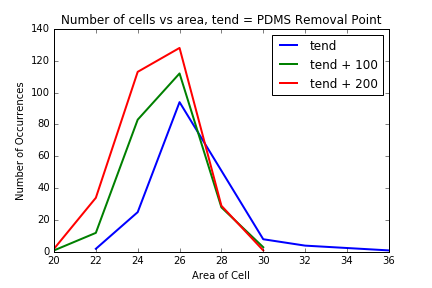 Number of cells vs area, tend = PDMS Removal Point
Number of Occurrences
140
120
100
80
60
40
20
0
tend
tend + 100
tend + 200
20 22 24 26 28 30 32 34 36
Area of Cell